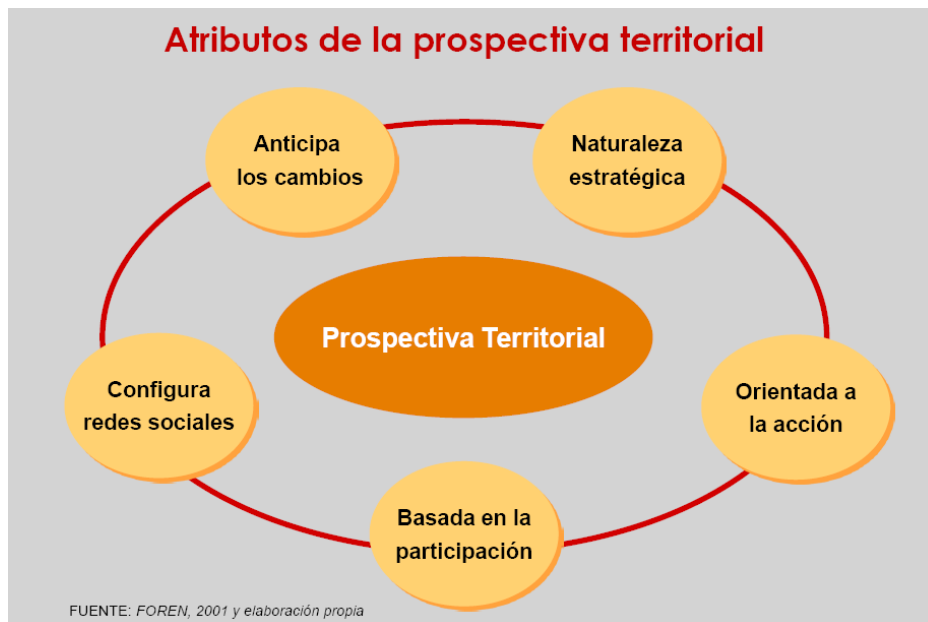 Atributos de la prospectiva territorial
Anticipa
los cambios
Naturaleza
estratégica
Prospectiva Territorial
Configura
redes sociales
Orientada a
la acción
Basada en la
participación
FUENTE: FOREN, 2001 y elaboración propia